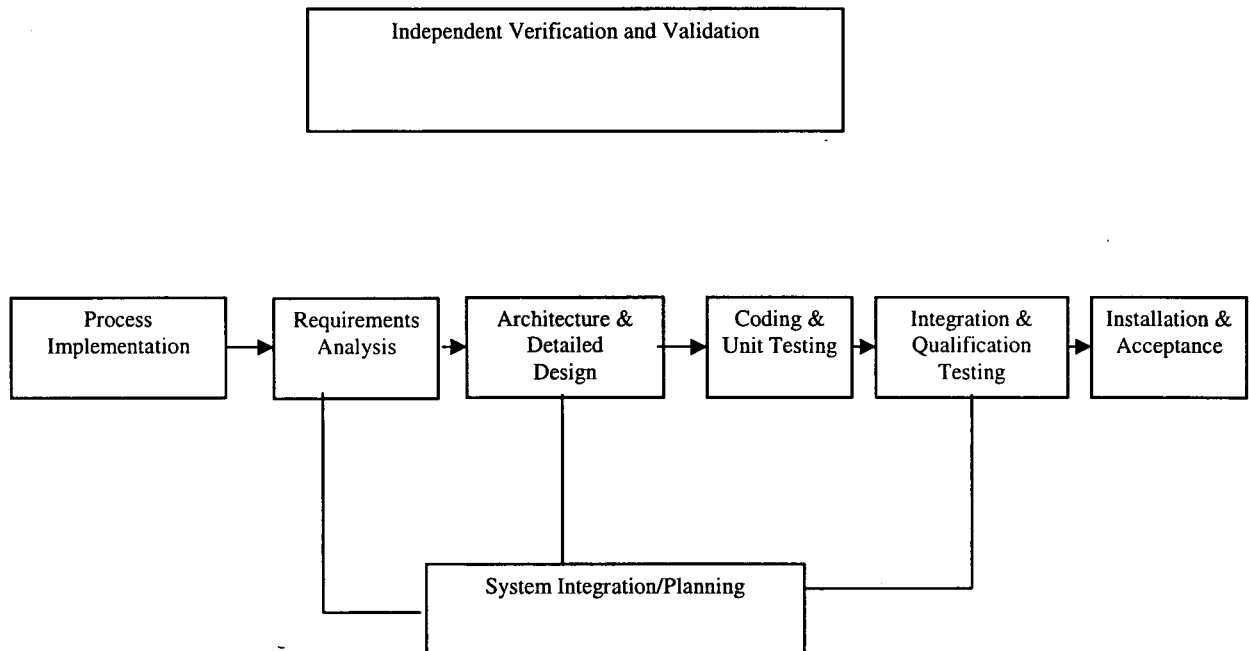 Independent Verification and Validation
Process
Implementation
Requirements
Analysis
Architecture &
Detailed
Design
Coding &
Unit Testing
Integration &
Qualification
Testing
Installation &
Acceptance
System Integration/Planning